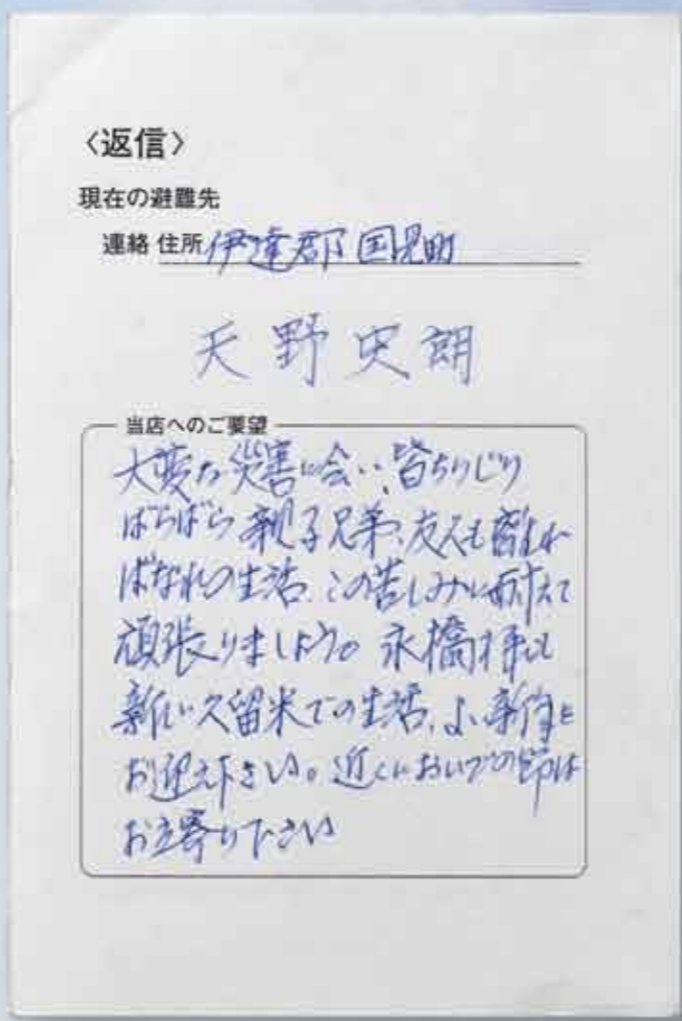 〈返信〉
現在の避難先
連絡 住所 伊達郡 国見町
天野史朗
当店へのご要望
大変な災害に会い、皆ちりじり
ばらばら 親子兄弟、友人も離れ
ばなれの生活、この苦しみに耐えて
頑張りましょう。永橋様も
新しい久留米での生活、よい新年を
お迎え下さい。近くにおいでの節は
お立寄り下さい